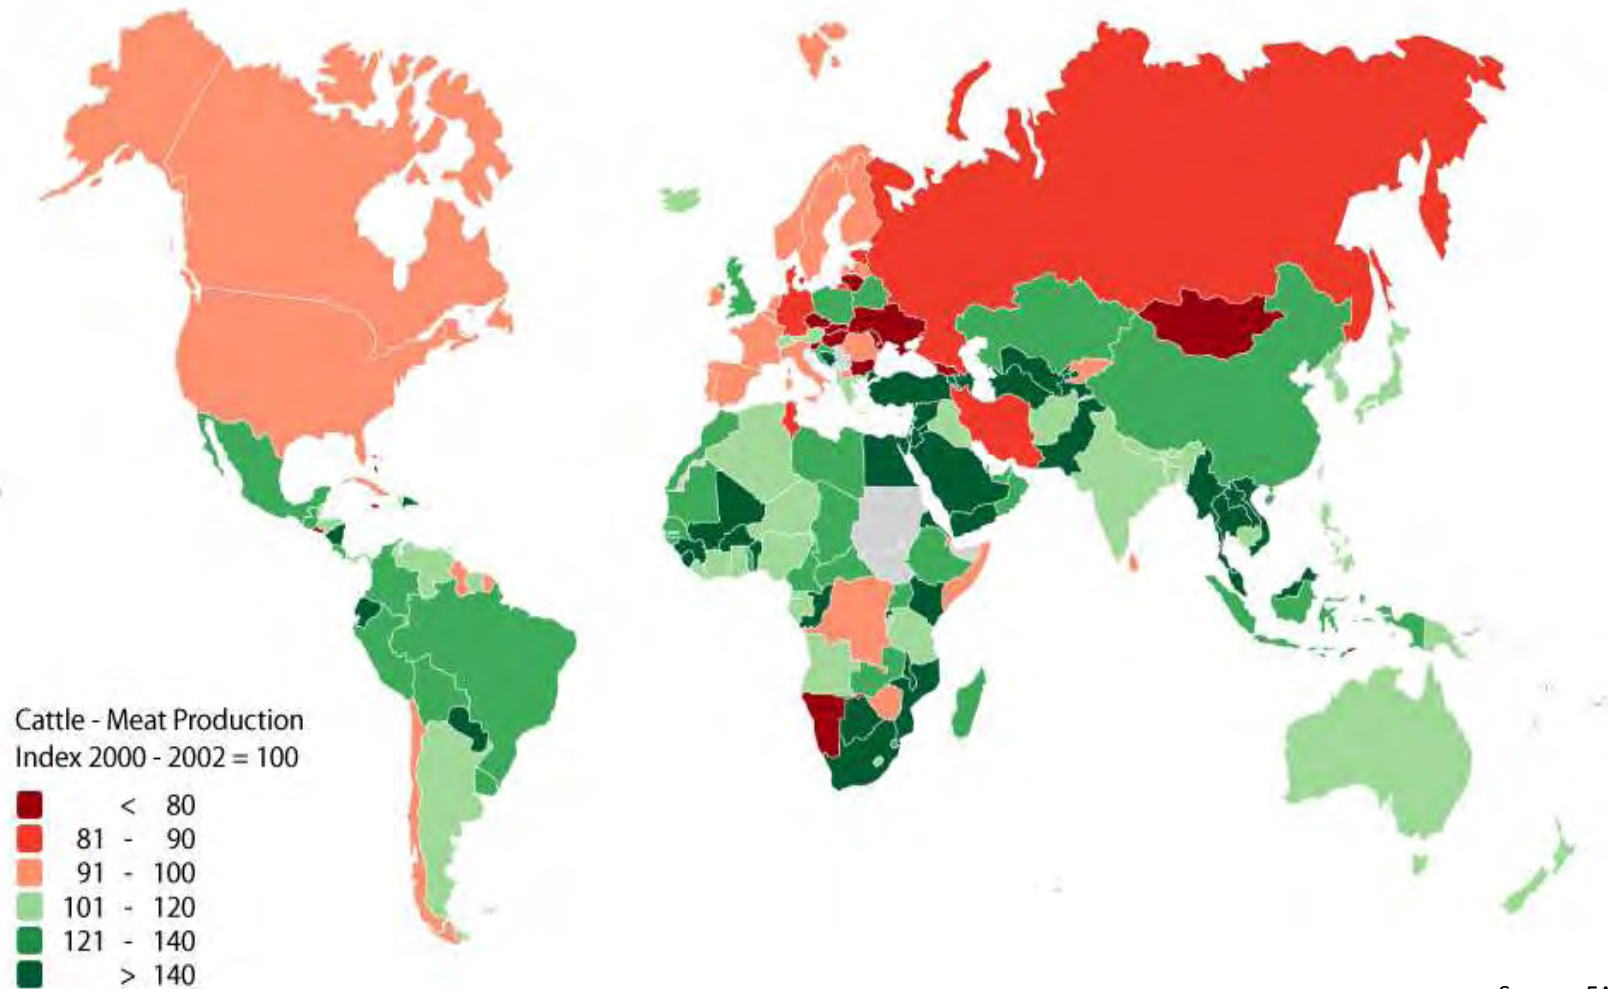 Cattle - Meat Production
Index 2000 - 2002 = 100
< 80
81 - 90
91 - 100
101 - 120
121 - 140
> 140